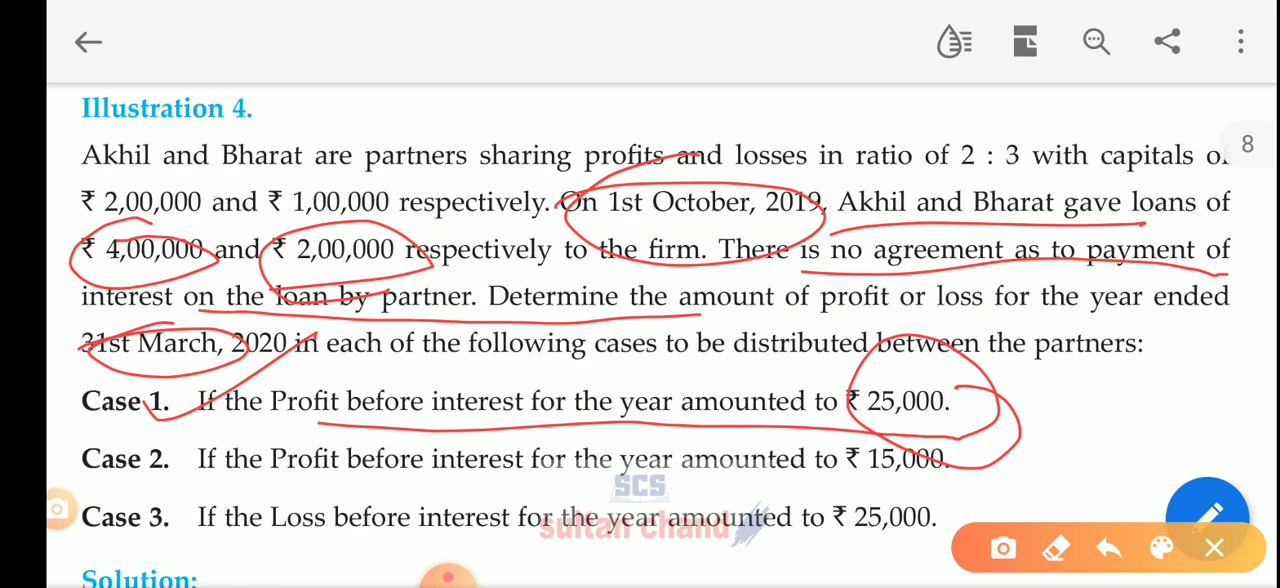 Illustration 4.
8
Akhil and Bharat are partners sharing profits and losses in ratio of 2 : 3 with capitals of
₹ 2,00,000 and ₹ 1,00,000 respectively. On 1st October, 2019, Akhil and Bharat gave loans of
₹ 4,00,000 and ₹ 2,00,000 respectively to the firm. There is no agreement as to payment of
interest on the loan by partner. Determine the amount of profit or loss for the year ended
31st March, 2020 in each of the following cases to be distributed between the partners:
Case 1. If the Profit before interest for the year amounted to ₹ 25,000.
Case 2. If the Profit before interest for the year amounted to ₹ 15,000.
SCS
sultan chand
Case 3. If the Loss before interest for the year amounted to ₹ 25,000.
Solution: